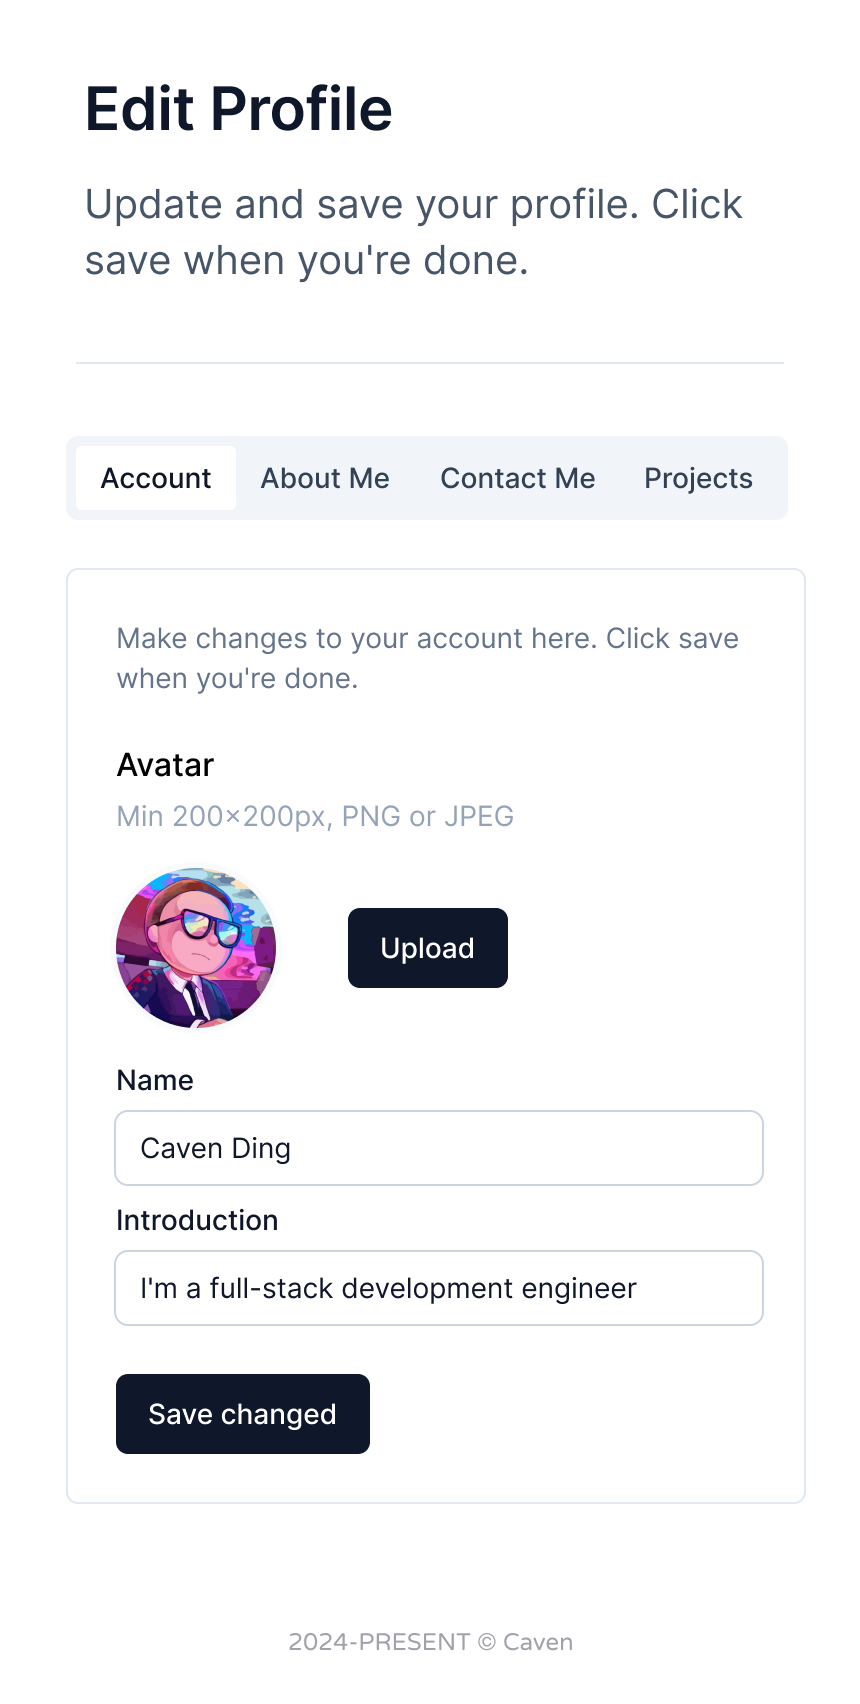 Edit Profile
Update and save your profile. Click
save when you're done.
Account
About Me
Contact Me
Projects
Make changes to your account here. Click save
when you're done.
Avatar
Min 200×200px, PNG or JPEG
Upload
Name
Caven Ding
Introduction
I'm a full-stack development engineer
Save changed
2024-PRESENT © Caven